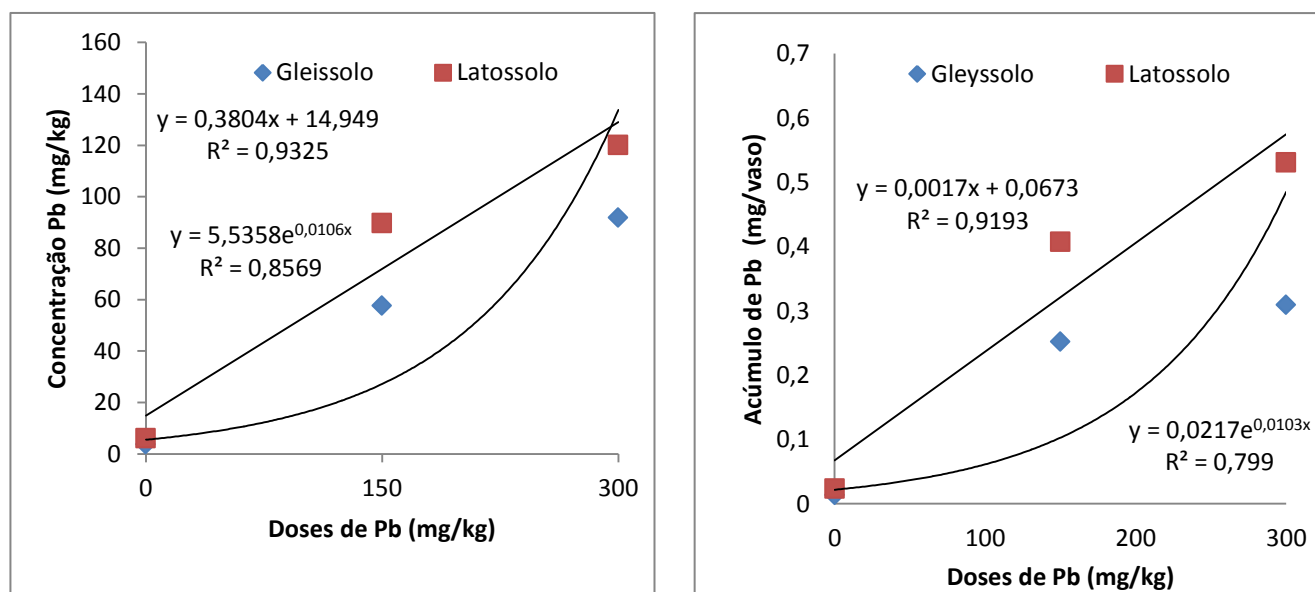 160
140
120
100
80
60
40
20
0
Concentração Pb (mg/kg)
Gleissolo
Latossolo
y = 0,3804x + 14,949
R² = 0,9325
y = 5,5358e^0,0106x
R² = 0,8569
0 150 300
Doses de Pb (mg/kg)
0,7
0,6
0,5
0,4
0,3
0,2
0,1
0
Acúmulo de Pb (mg/vaso)
Gleyssolo
Latossolo
y = 0,0017x + 0,0673
R² = 0,9193
y = 0,0217e^0,0103x
R² = 0,799
0 100 200 300
Doses de Pb (mg/kg)